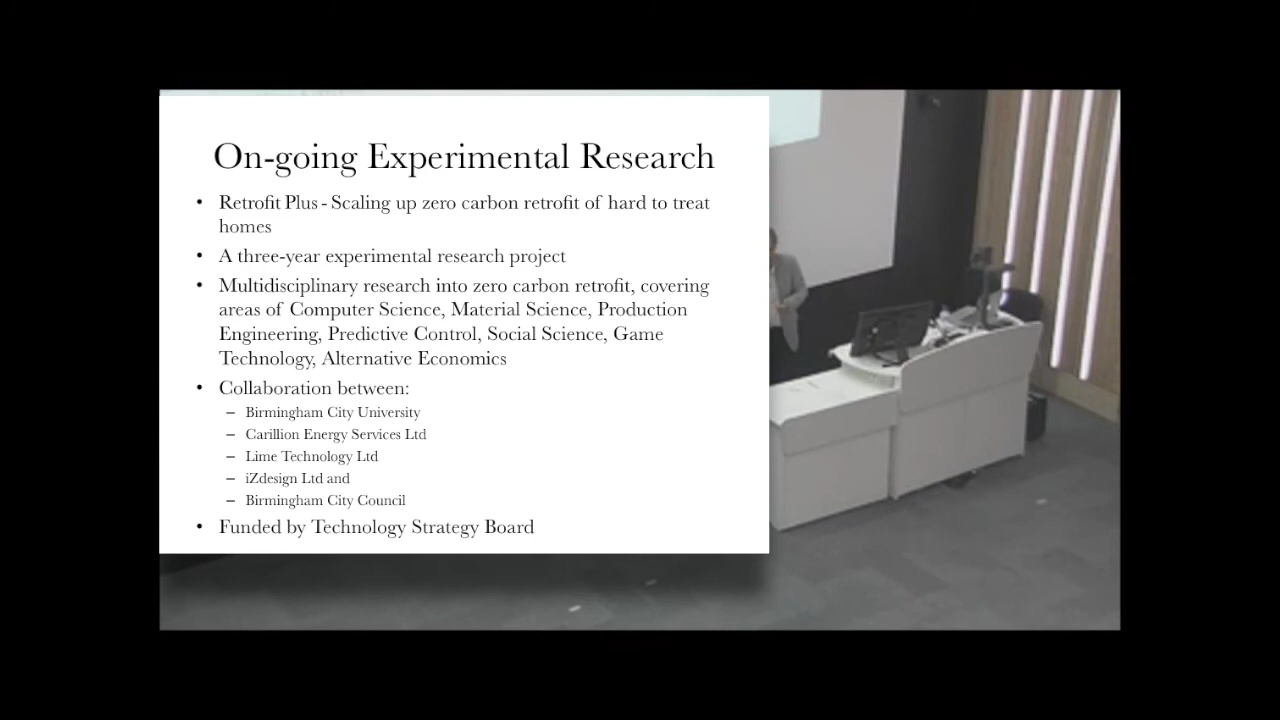 On-going Experimental Research
• Retrofit Plus - Scaling up zero carbon retrofit of hard to treat
homes
• A three-year experimental research project
• Multidisciplinary research into zero carbon retrofit, covering
areas of Computer Science, Material Science, Production
Engineering, Predictive Control, Social Science, Game
Technology, Alternative Economics
• Collaboration between:
– Birmingham City University
– Carillion Energy Services Ltd
– Lime Technology Ltd
– iZdesign Ltd and
– Birmingham City Council
• Funded by Technology Strategy Board